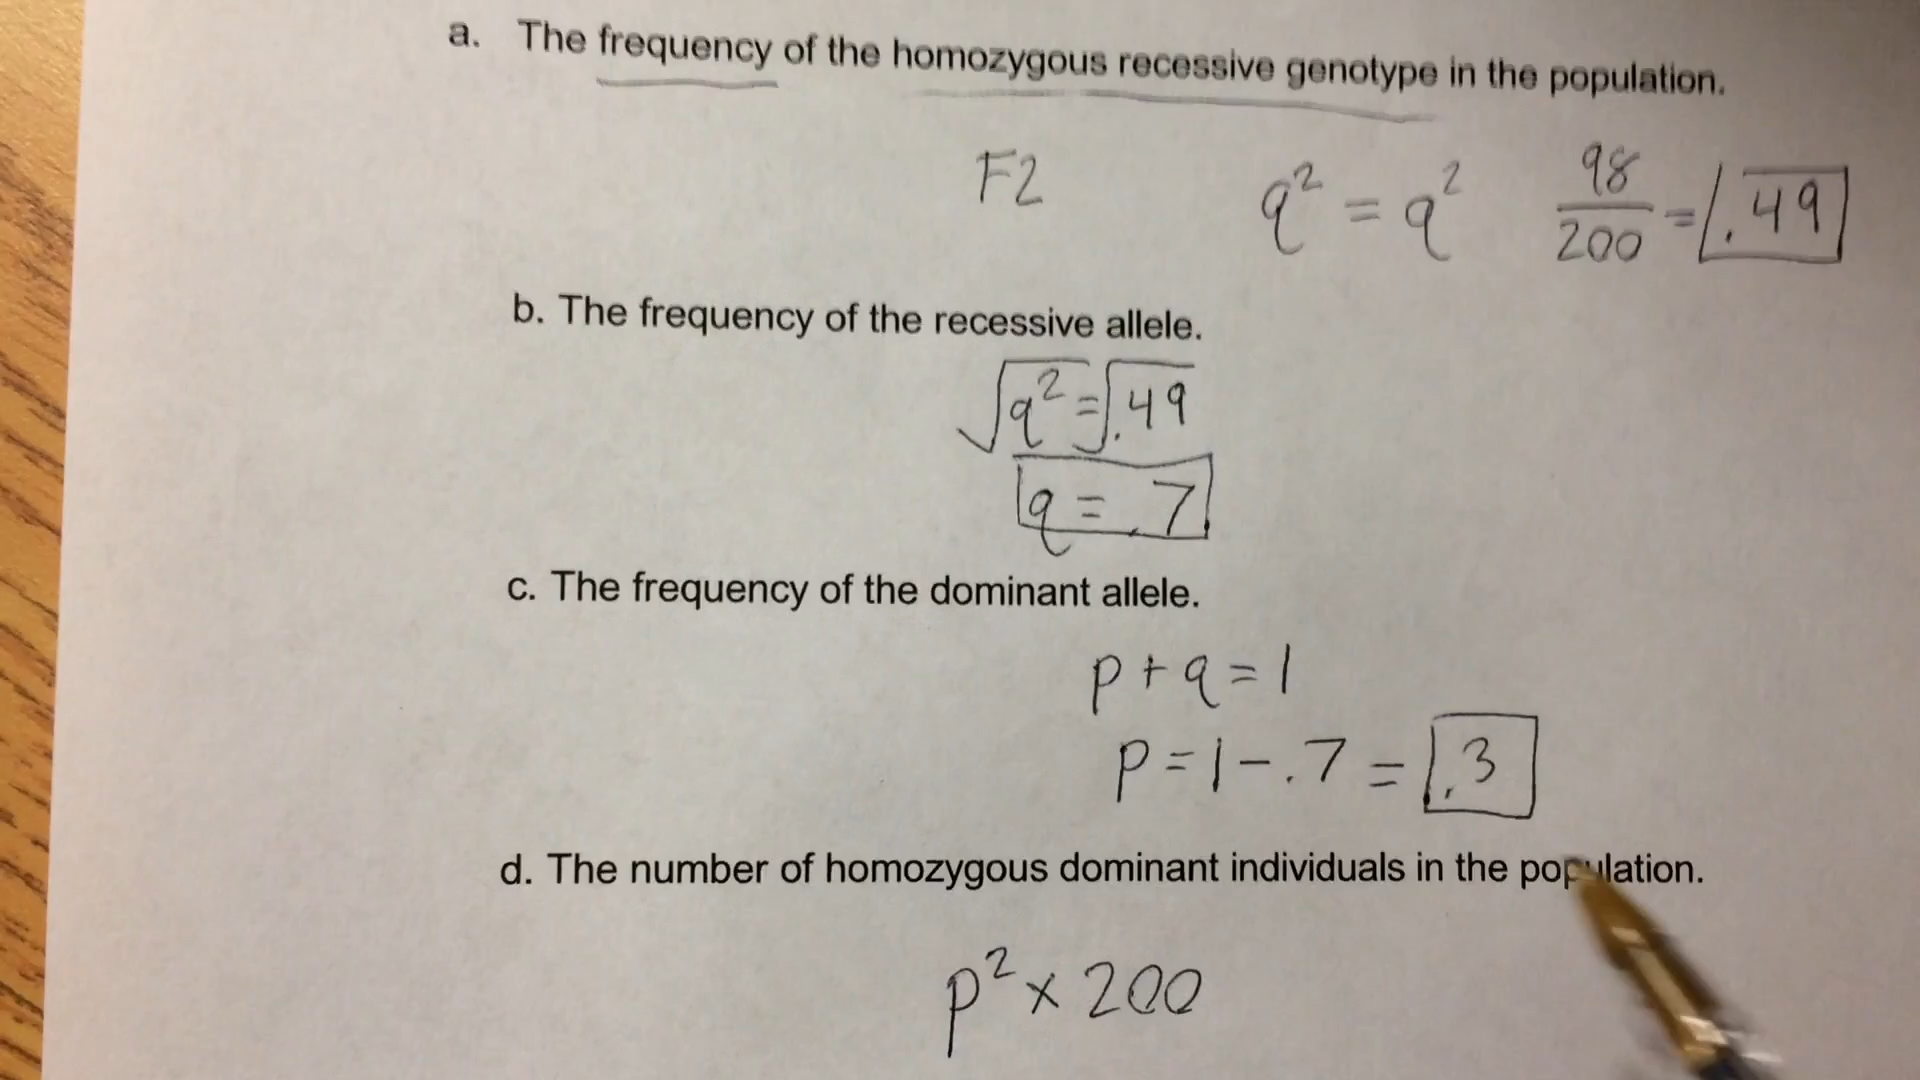 a. The frequency of the homozygous recessive genotype in the population.
F2 q² = q² 98/200 = .49
b. The frequency of the recessive allele.
√q² = √.49
q = .7
c. The frequency of the dominant allele.
p + q = 1
p = 1 - .7 = .3
d. The number of homozygous dominant individuals in the population.
p² x 200